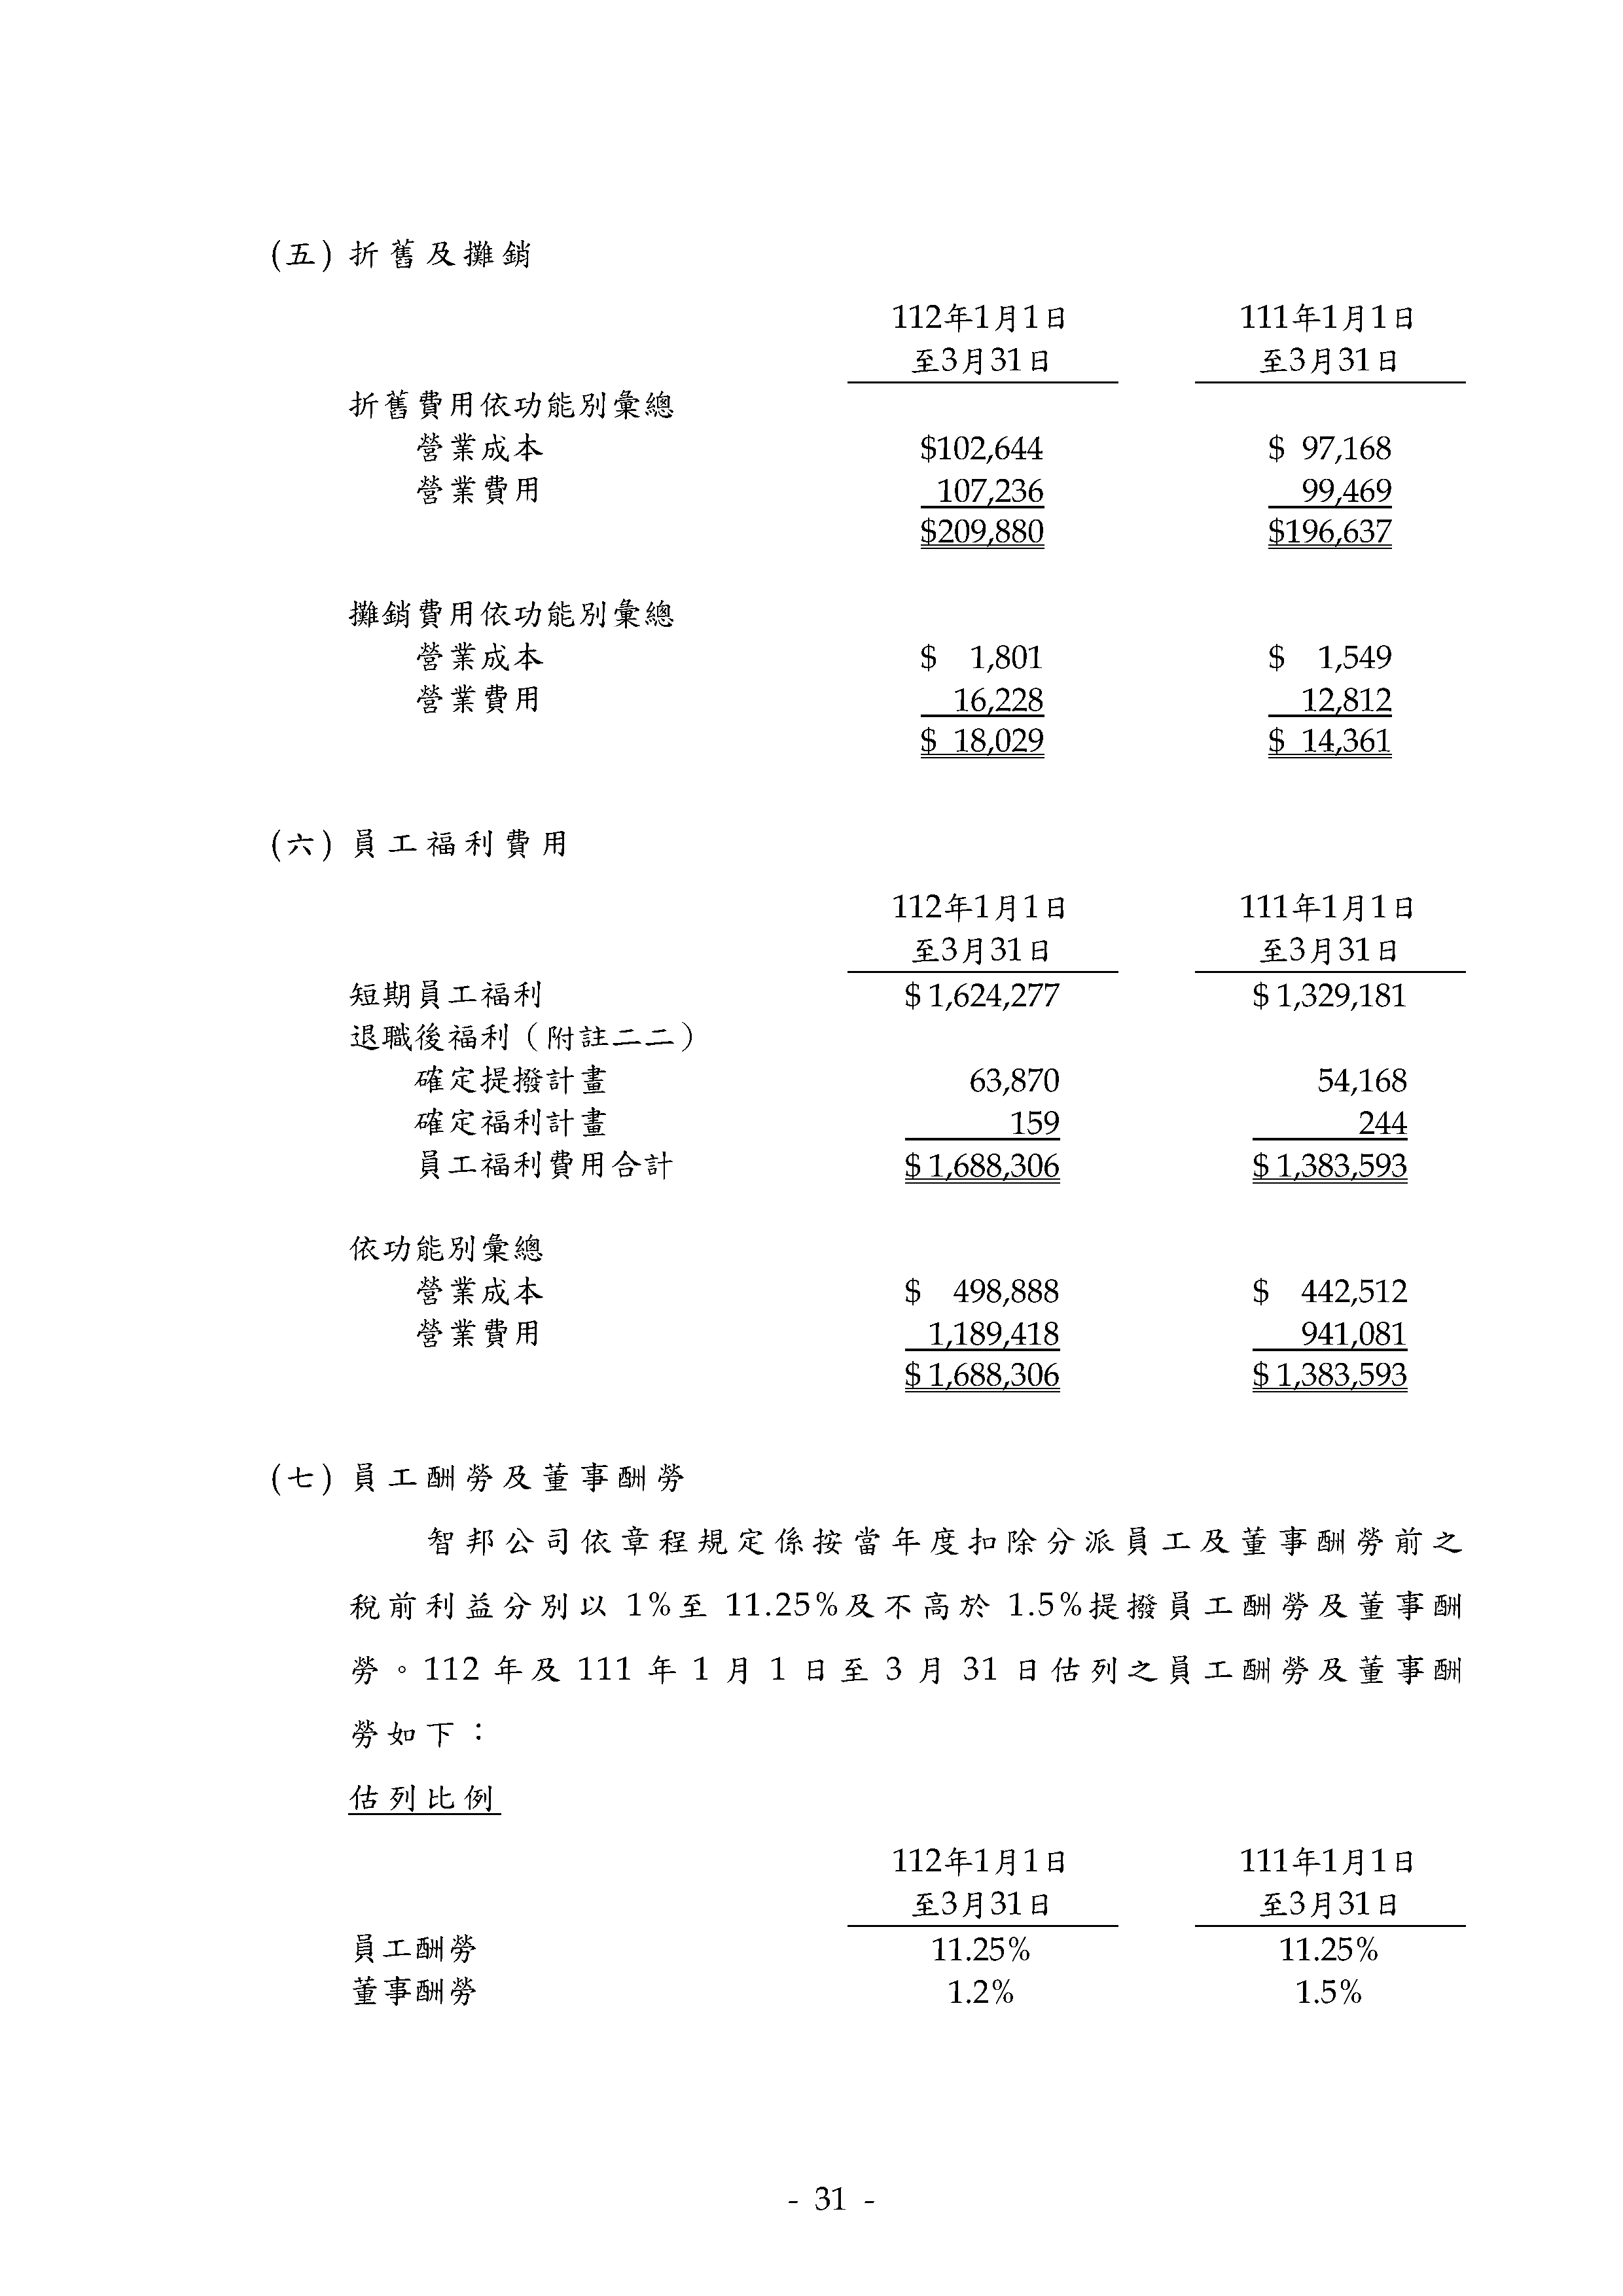 (五) 折舊及攤銷
112年1月1日 111年1月1日
至3月31日 至3月31日
折舊費用依功能別彙總
營業成本 $102,644 $ 97,168
營業費用 107,236 99,469
$209,880 $196,637
攤銷費用依功能別彙總
營業成本 $ 1,801 $ 1,549
營業費用 16,228 12,812
$ 18,029 $ 14,361
(六) 員工福利費用
112年1月1日 111年1月1日
至3月31日 至3月31日
短期員工福利 $ 1,624,277 $ 1,329,181
退職後福利（附註二二）
確定提撥計畫 63,870 54,168
確定福利計畫 159 244
員工福利費用合計 $ 1,688,306 $ 1,383,593
依功能別彙總
營業成本 $ 498,888 $ 442,512
營業費用 1,189,418 941,081
$ 1,688,306 $ 1,383,593
(七) 員工酬勞及董事酬勞
智邦公司依章程規定係按當年度扣除分派員工及董事酬勞前之
稅前利益分別以 1%至 11.25%及不高於 1.5%提撥員工酬勞及董事酬
勞。112 年及 111 年 1 月 1 日至 3 月 31 日估列之員工酬勞及董事酬
勞如下：
估列比例
112年1月1日 111年1月1日
至3月31日 至3月31日
員工酬勞 11.25% 11.25%
董事酬勞 1.2% 1.5%
- 31 -